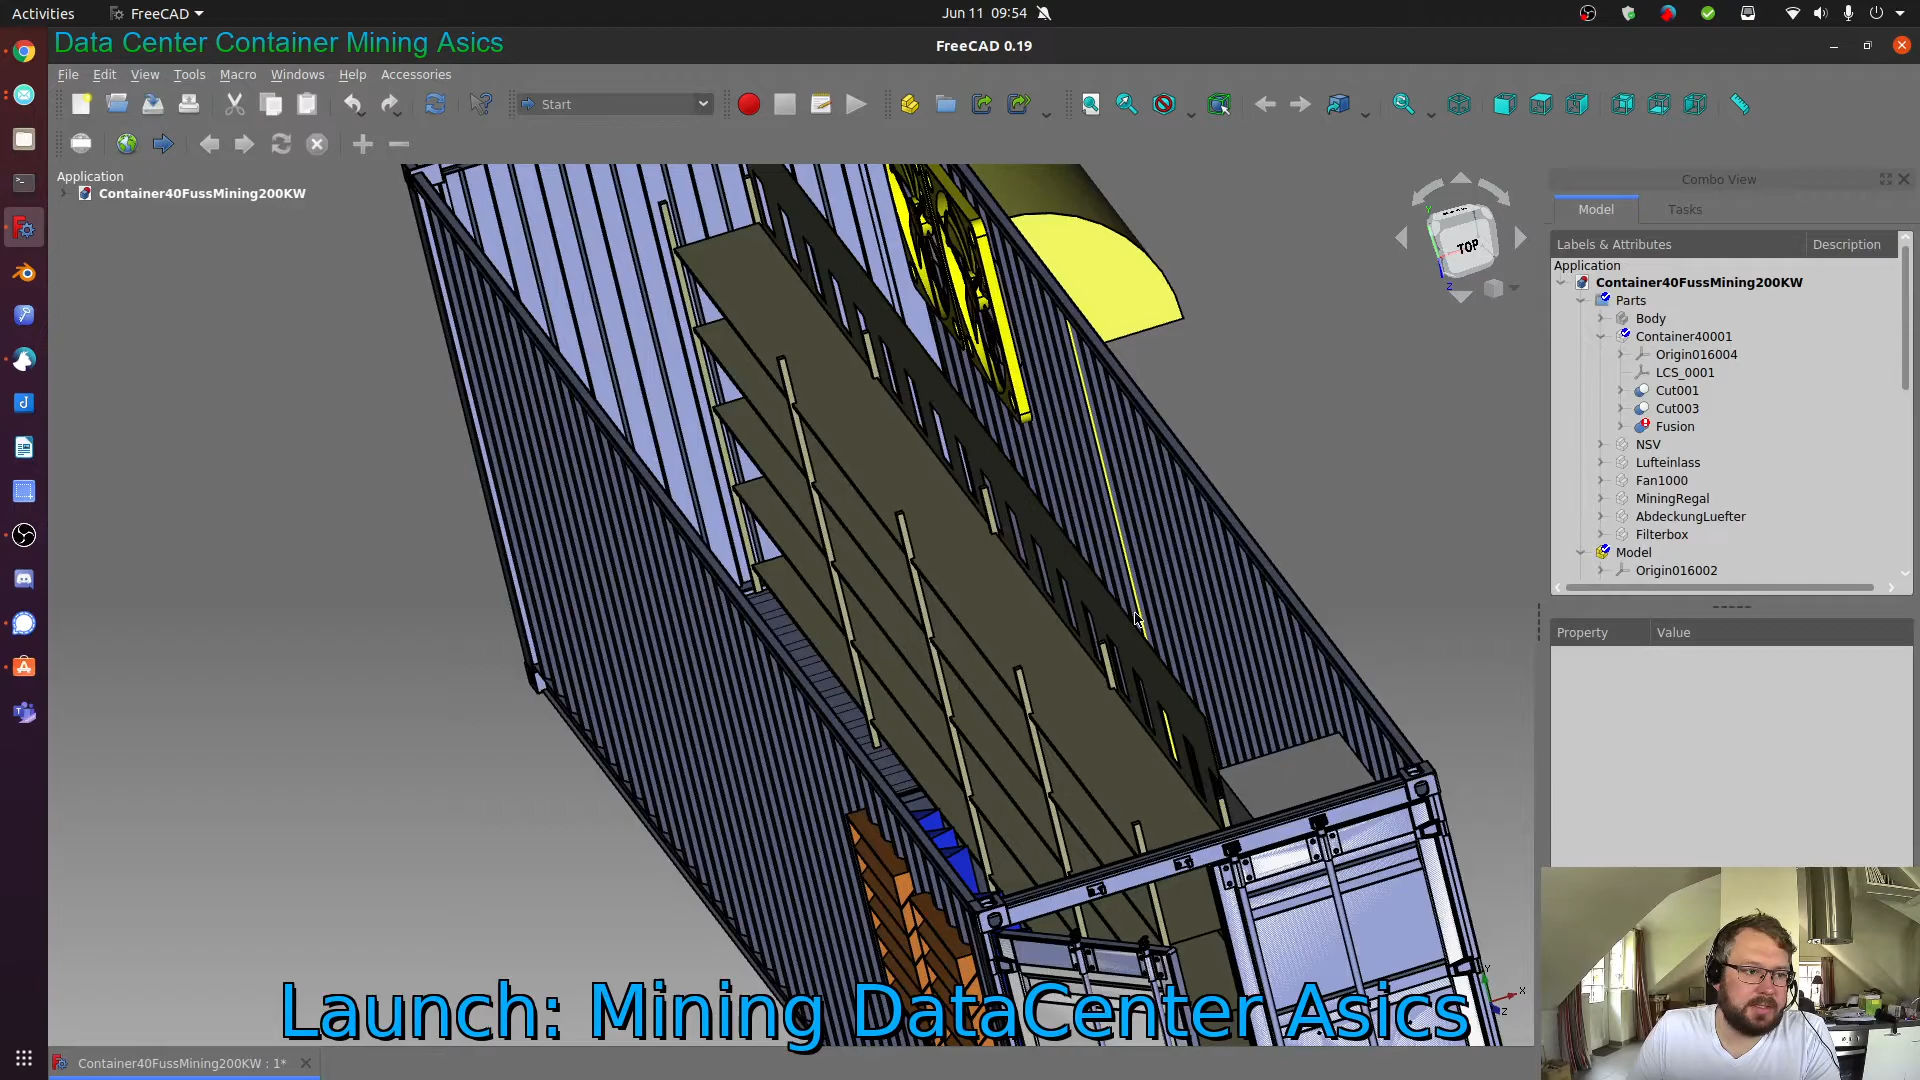 Activities
FreeCAD
Jun 11 09:54
Data Center Container Mining Asics
FreeCAD 0.19
File Edit View Tools Macro Windows Help Accessories
Start
Application
Container40FussMining200KW
TOP
Combo View
Model Tasks
Labels & Attributes Description
Application
Container40FussMining200KW
Parts
Body
Container40001
Origin016004
LCS_0001
Cut001
Cut003
Fusion
NSV
Lufteinlass
Fan1000
MiningRegal
AbdeckungLuefter
Filterbox
Model
Origin016002
Property Value
Y
X
Z
Launch: Mining DataCenter Asics
Container40FussMining200KW : 1*